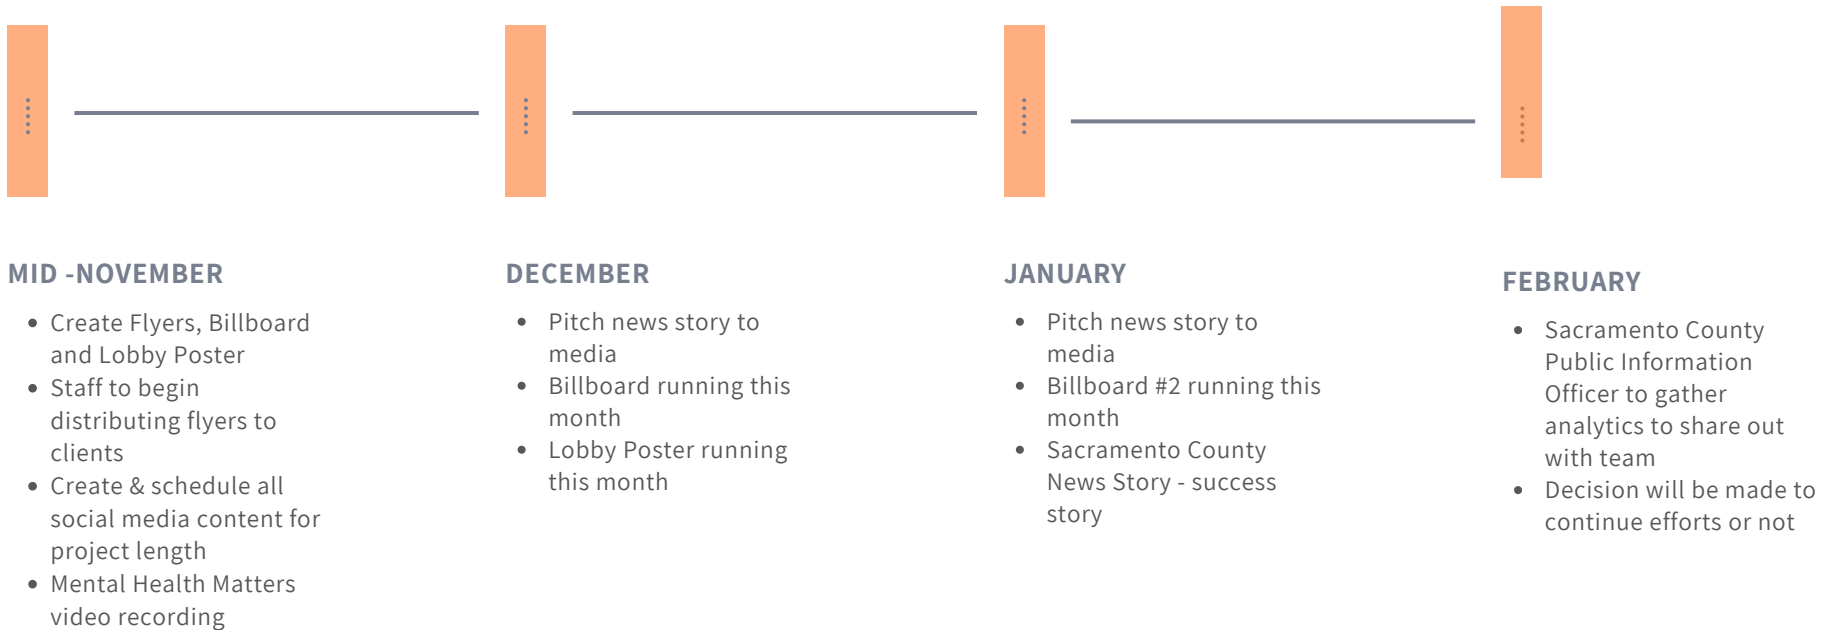 MID -NOVEMBER
• Create Flyers, Billboard
and Lobby Poster
• Staff to begin
distributing flyers to
clients
• Create & schedule all
social media content for
project length
• Mental Health Matters
video recording
DECEMBER
• Pitch news story to
media
• Billboard running this
month
• Lobby Poster running
this month
JANUARY
• Pitch news story to
media
• Billboard #2 running this
month
• Sacramento County
News Story - success
story
FEBRUARY
• Sacramento County
Public Information
Officer to gather
analytics to share out
with team
• Decision will be made to
continue efforts or not